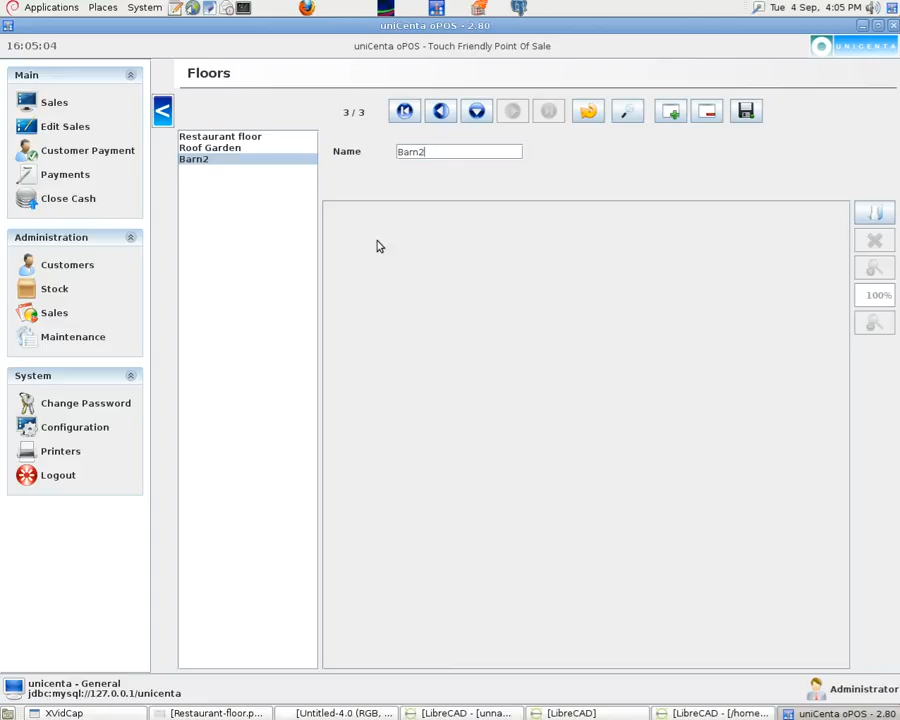 Applications Places System Tue 4 Sep, 4:05 PM
uniCenta oPOS - 2.80
16:05:04 uniCenta oPOS - Touch Friendly Point Of Sale UNICENTA
Main
Sales
Edit Sales
Customer Payment
Payments
Close Cash
Administration
Customers
Stock
Sales
Maintenance
System
Change Password
Configuration
Printers
Logout
<
Floors
3 / 3
Restaurant floor
Roof Garden
Barn2
Name Barn2
100%
unicenta - General
jdbc:mysql://127.0.0.1/unicenta
Administrator
XVidCap [Restaurant-floor.p... [Untitled-4.0 (RGB, ... [LibreCAD - [unna... [LibreCAD] [LibreCAD - [/home... uniCenta oPOS - 2.80